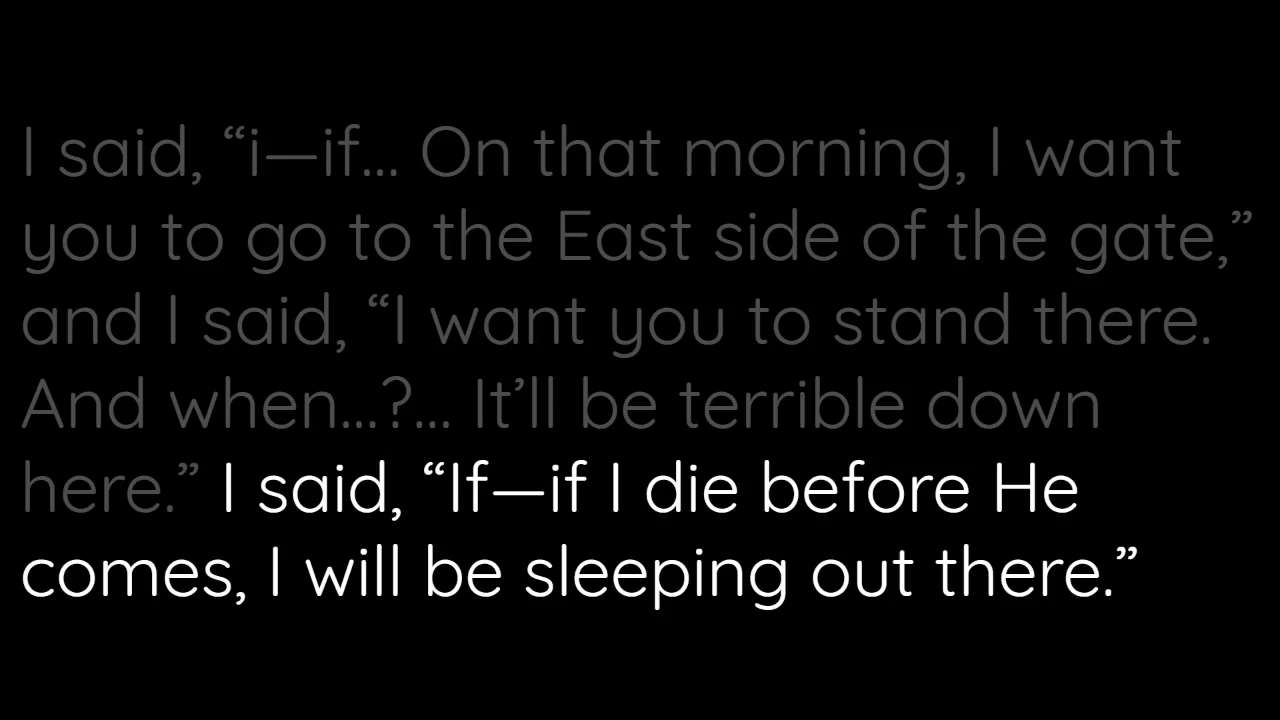 I said, “i—if... On that morning, I want
you to go to the East side of the gate,”
and I said, “I want you to stand there.
And when...?... It’ll be terrible down
here.” I said, “If—if I die before He
comes, I will be sleeping out there.”